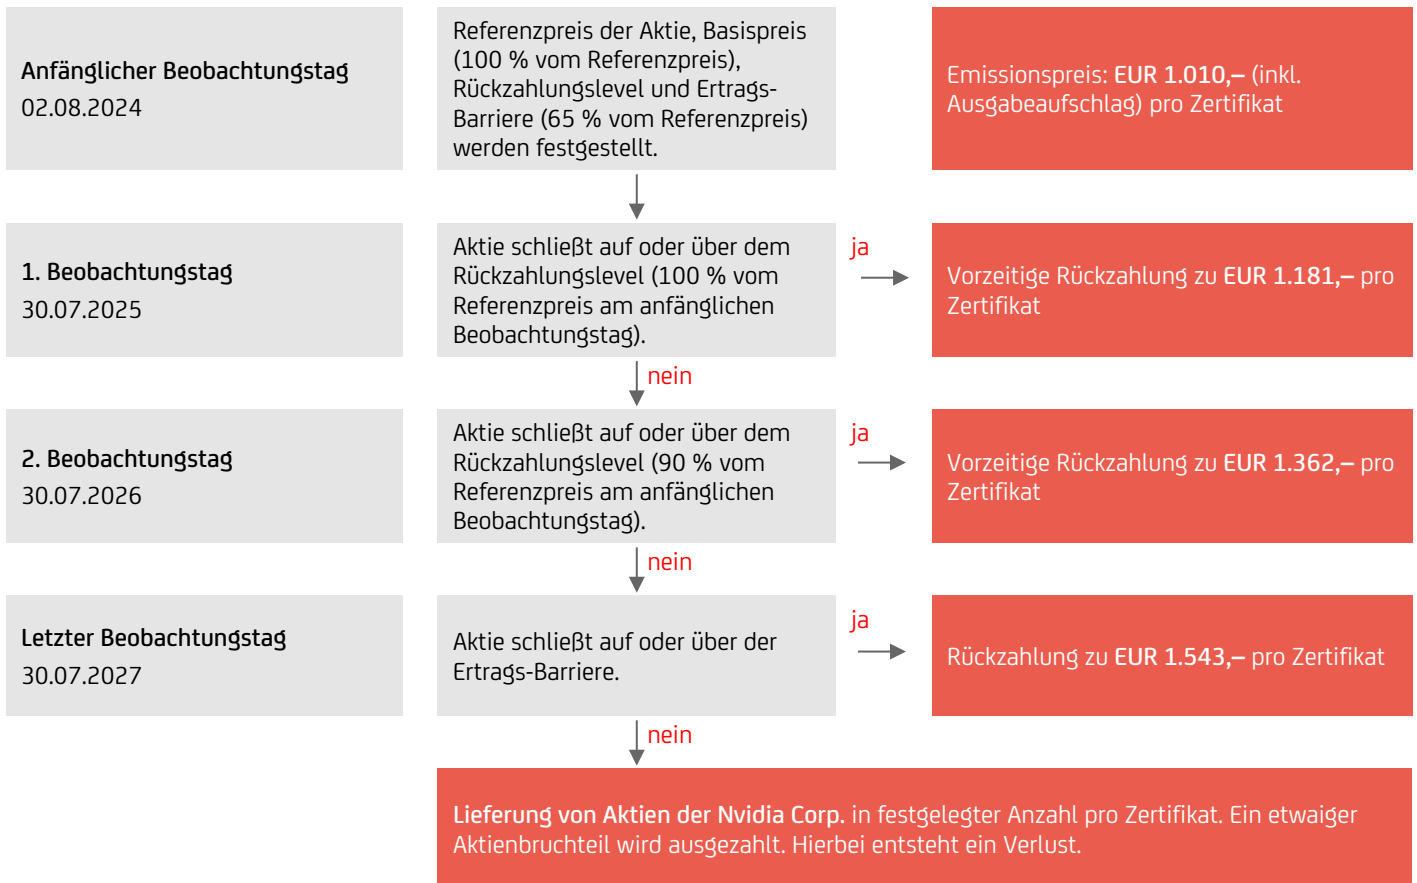 Anfänglicher Beobachtungstag
02.08.2024
Referenzpreis der Aktie, Basispreis
(100 % vom Referenzpreis),
Rückzahlungslevel und Ertrags-
Barriere (65 % vom Referenzpreis)
werden festgestellt.
Emissionspreis: EUR 1.010,– (inkl.
Ausgabeaufschlag) pro Zertifikat
1. Beobachtungstag
30.07.2025
Aktie schließt auf oder über dem
Rückzahlungslevel (100 % vom
Referenzpreis am anfänglichen
Beobachtungstag).
ja
Vorzeitige Rückzahlung zu EUR 1.181,– pro
Zertifikat
nein
2. Beobachtungstag
30.07.2026
Aktie schließt auf oder über dem
Rückzahlungslevel (90 % vom
Referenzpreis am anfänglichen
Beobachtungstag).
ja
Vorzeitige Rückzahlung zu EUR 1.362,– pro
Zertifikat
nein
Letzter Beobachtungstag
30.07.2027
Aktie schließt auf oder über der
Ertrags-Barriere.
ja
Rückzahlung zu EUR 1.543,– pro Zertifikat
nein
Lieferung von Aktien der Nvidia Corp. in festgelegter Anzahl pro Zertifikat. Ein etwaiger
Aktienbruchteil wird ausgezahlt. Hierbei entsteht ein Verlust.